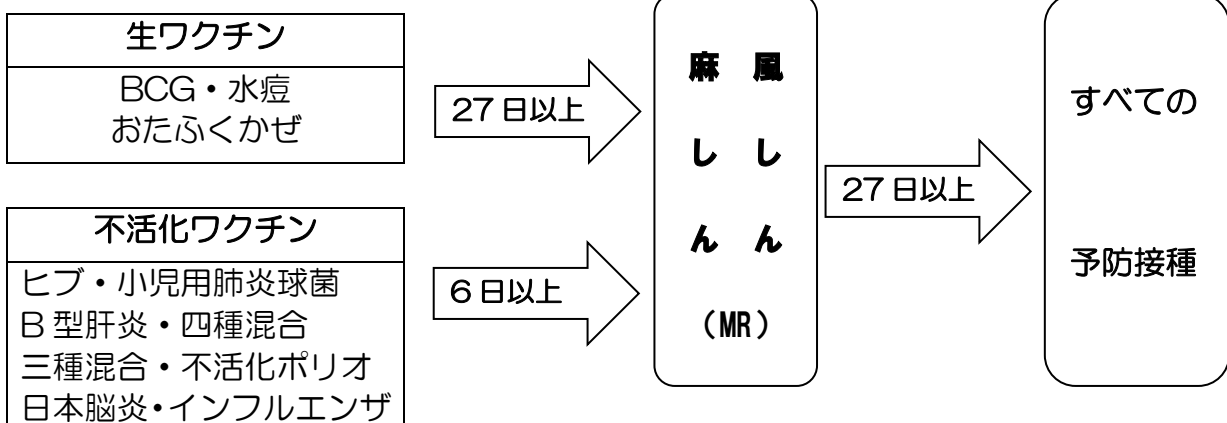 生ワクチン
BCG・水痘
おたふくかぜ
27日以上
不活化ワクチン
ヒブ・小児用肺炎球菌
B型肝炎・四種混合
三種混合・不活化ポリオ
日本脳炎・インフルエンザ
6日以上
麻しん
風しん
（MR）
27日以上
すべての
予防接種